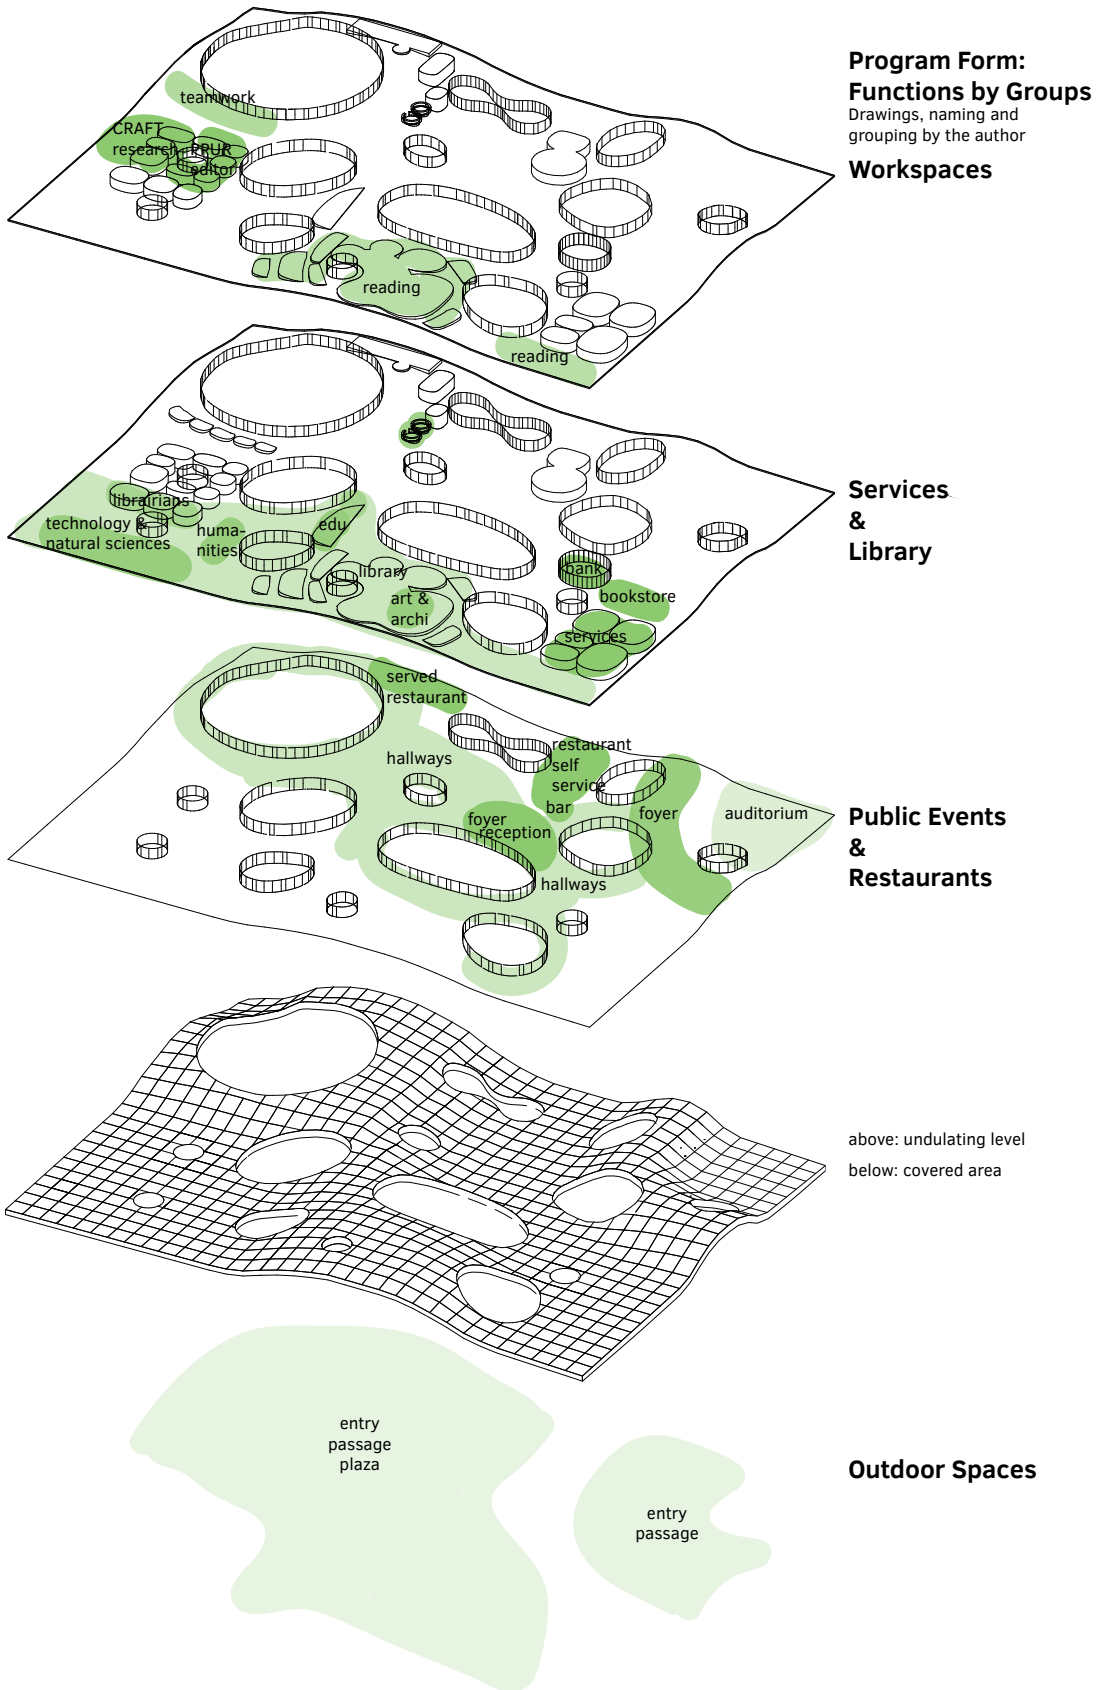 Program Form:
Functions by Groups
Drawings, naming and
grouping by the author
Workspaces
teamwork
CRAFT
research
PPUR
editor
reading
reading
Services
&
Library
librairians
technology &
natural sciences
huma-
nities
edu
library
art &
archi
bank
bookstore
services
Public Events
&
Restaurants
served
restaurant
hallways
restaurant
self
service
bar
foyer
reception
foyer
auditorium
hallways
above: undulating level
below: covered area
Outdoor Spaces
entry
passage
plaza
entry
passage